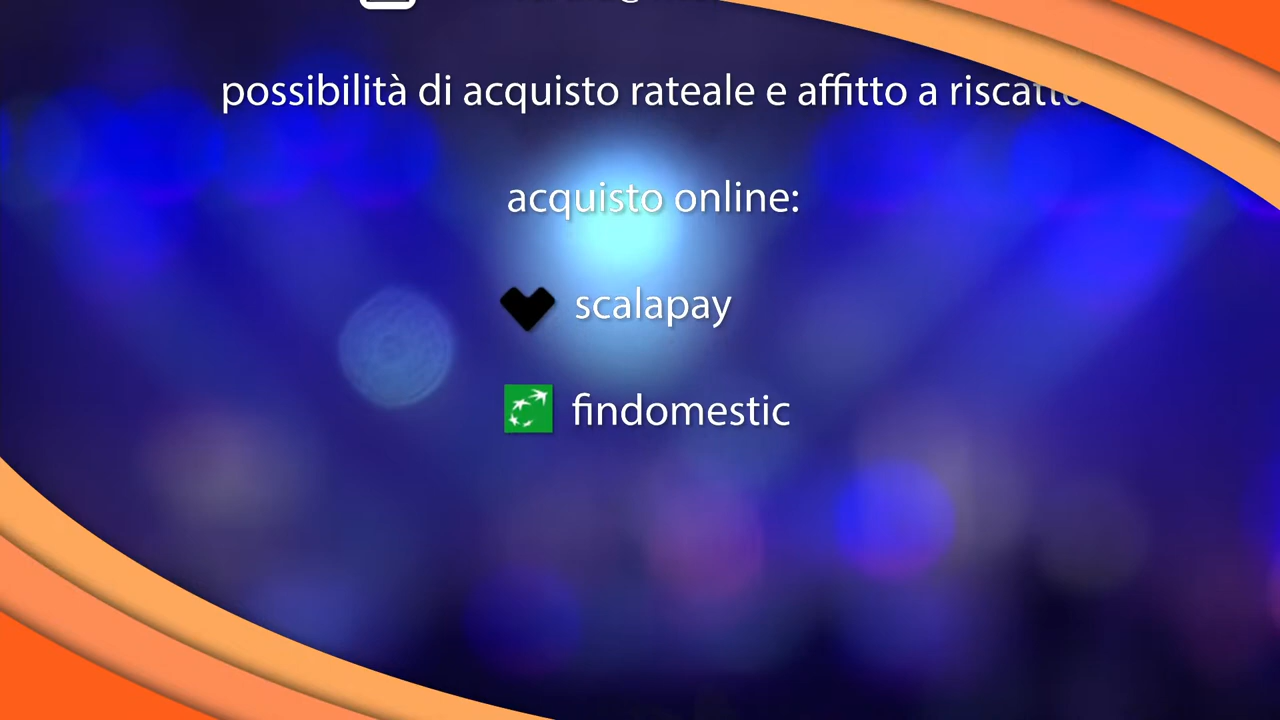 possibilità di acquisto rateale e affitto a riscatto
acquisto online:
scalapay
findomestic